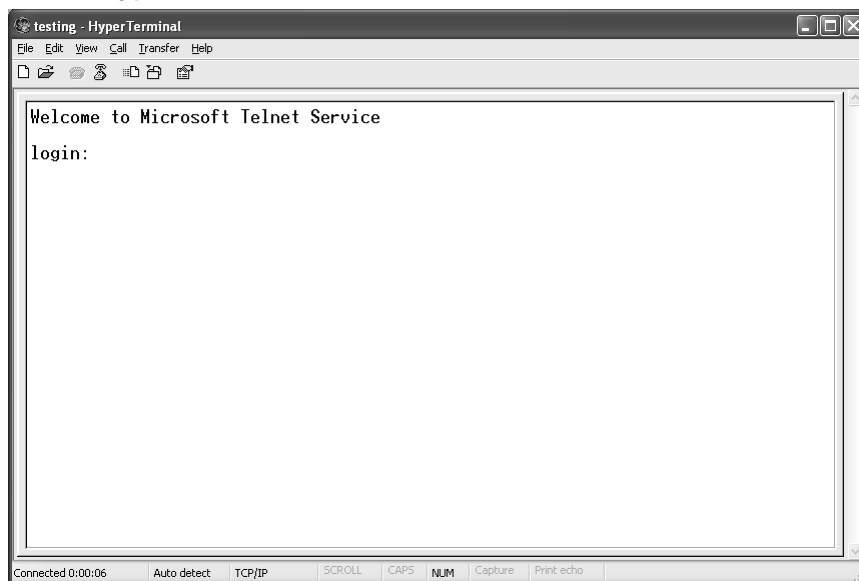 testing - HyperTerminal
File Edit View Call Transfer Help
Welcome to Microsoft Telnet Service
login:
Connected 0:00:06 Auto detect TCP/IP SCROLL CAPS NUM Capture Print echo